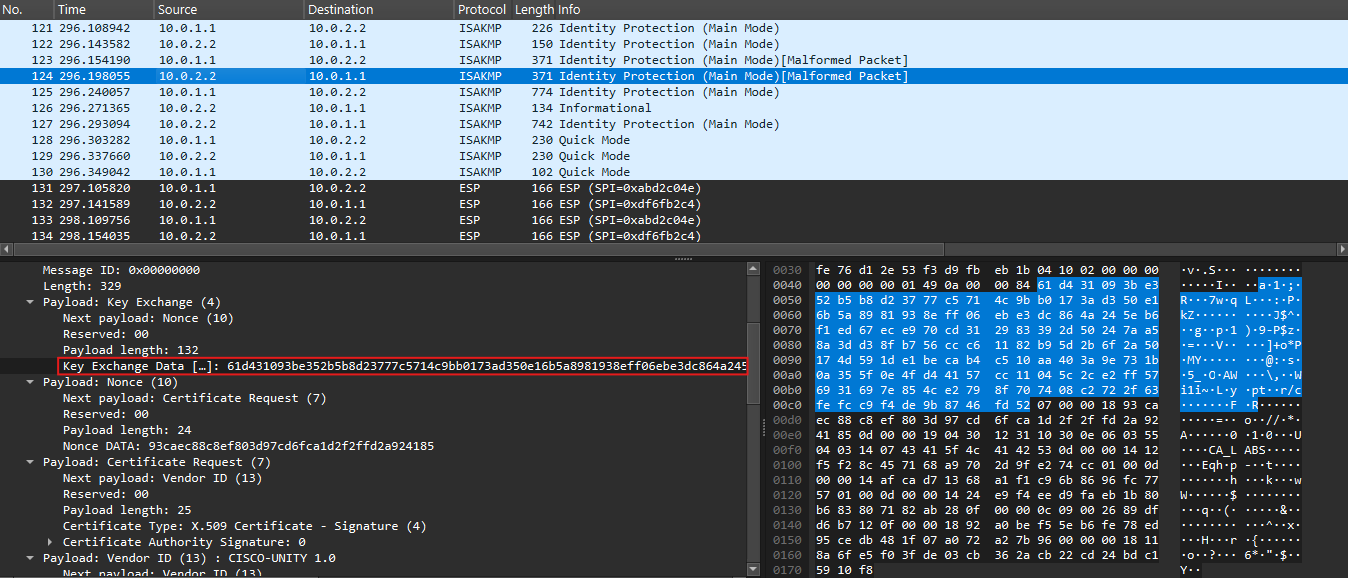 No. Time Source Destination Protocol Length Info
121 296.108942 10.0.1.1 10.0.2.2 ISAKMP 226 Identity Protection (Main Mode)
122 296.143582 10.0.2.2 10.0.1.1 ISAKMP 150 Identity Protection (Main Mode)
123 296.154190 10.0.1.1 10.0.2.2 ISAKMP 371 Identity Protection (Main Mode)[Malformed Packet]
124 296.198055 10.0.2.2 10.0.1.1 ISAKMP 371 Identity Protection (Main Mode)[Malformed Packet]
125 296.240057 10.0.1.1 10.0.2.2 ISAKMP 774 Identity Protection (Main Mode)
126 296.271365 10.0.2.2 10.0.1.1 ISAKMP 134 Informational
127 296.293094 10.0.2.2 10.0.1.1 ISAKMP 742 Identity Protection (Main Mode)
128 296.303282 10.0.1.1 10.0.2.2 ISAKMP 230 Quick Mode
129 296.337660 10.0.2.2 10.0.1.1 ISAKMP 230 Quick Mode
130 296.349042 10.0.1.1 10.0.2.2 ISAKMP 102 Quick Mode
131 297.105820 10.0.1.1 10.0.2.2 ESP 166 ESP (SPI=0xabd2c04e)
132 297.141589 10.0.2.2 10.0.1.1 ESP 166 ESP (SPI=0xdf6fb2c4)
133 298.109756 10.0.1.1 10.0.2.2 ESP 166 ESP (SPI=0xabd2c04e)
134 298.154035 10.0.2.2 10.0.1.1 ESP 166 ESP (SPI=0xdf6fb2c4)
Message ID: 0x00000000
Length: 329
Payload: Key Exchange (4)
Next payload: Nonce (10)
Reserved: 00
Payload length: 132
Key Exchange Data […]: 61d431093be352b5b8d23777c5714c9bb0173ad350e16b5a8981938eff06ebe3dc864a245
Payload: Nonce (10)
Next payload: Certificate Request (7)
Reserved: 00
Payload length: 24
Nonce DATA: 93caec88c8ef803d97cd6fca1d2f2ffd2a924185
Payload: Certificate Request (7)
Next payload: Vendor ID (13)
Reserved: 00
Payload length: 25
Certificate Type: X.509 Certificate - Signature (4)
Certificate Authority Signature: 0
Payload: Vendor ID (13) : CISCO-UNITY 1.0
Next payload: Vendor ID (13)
0030 fe 76 d1 2e 53 f3 d9 fb eb 1b 04 10 02 00 00 00
0040 00 00 00 00 01 49 0a 00 00 84 61 d4 31 09 3b e3
0050 52 b5 b8 d2 37 77 c5 71 4c 9b b0 17 3a d3 50 e1
0060 6b 5a 89 81 93 8e ff 06 eb e3 dc 86 4a 24 5e b6
0070 f1 ed 67 ec e9 70 cd 31 29 83 39 2d 50 24 7a a5
0080 8a 3d d3 8f b7 56 cc c6 11 82 b9 5d 2b 6f 2a 50
0090 17 4d 59 1d e1 be ca b4 c5 10 aa 40 3a 9e 73 1b
00a0 0a 35 5f 0e 4f d4 41 57 cc 11 04 5c 2c e2 ff 57
00b0 69 31 69 7e 85 4c e2 79 8f 70 74 08 c2 72 2f 63
00c0 fe fc c9 f4 de 9b 87 46 fd 52 07 00 00 18 93 ca
00d0 ec 88 c8 ef 80 3d 97 cd 6f ca 1d 2f 2f fd 2a 92
00e0 41 85 0d 00 00 19 04 30 12 31 10 30 0e 06 03 55
00f0 04 03 14 07 43 41 5f 4c 41 42 53 0d 00 00 14 12
0100 f5 f2 8c 45 71 68 a9 70 2d 9f e2 74 cc 01 00 0d
0110 00 00 14 af ca d7 13 68 a1 f1 c9 6b 86 96 fc 77
0120 57 01 00 0d 00 00 14 24 e9 f4 ee d9 fa eb 1b 80
0130 b6 83 80 71 82 ab 28 0f 00 00 0c 09 00 26 89 df
0140 d6 b7 12 0f 00 00 18 92 a0 be f5 5e b6 fe 78 ed
0150 95 ce db 48 1f 07 a0 72 a2 7b 96 00 00 00 18 11
0160 8a 6f e5 f0 3f de 03 cb 36 2a cb 22 cd 24 bd c1
0170 59 10 f8